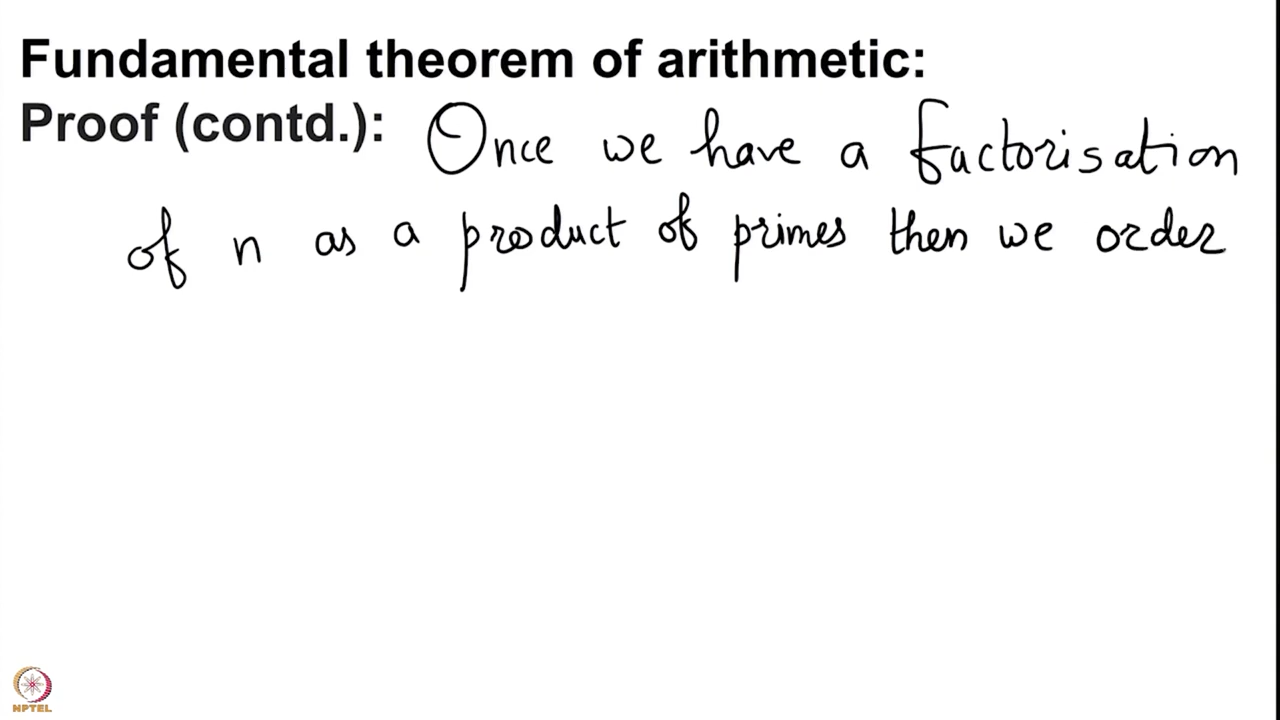 Fundamental theorem of arithmetic:
Proof (contd.): Once we have a factorisation
of n as a product of primes then we order
NPTEL